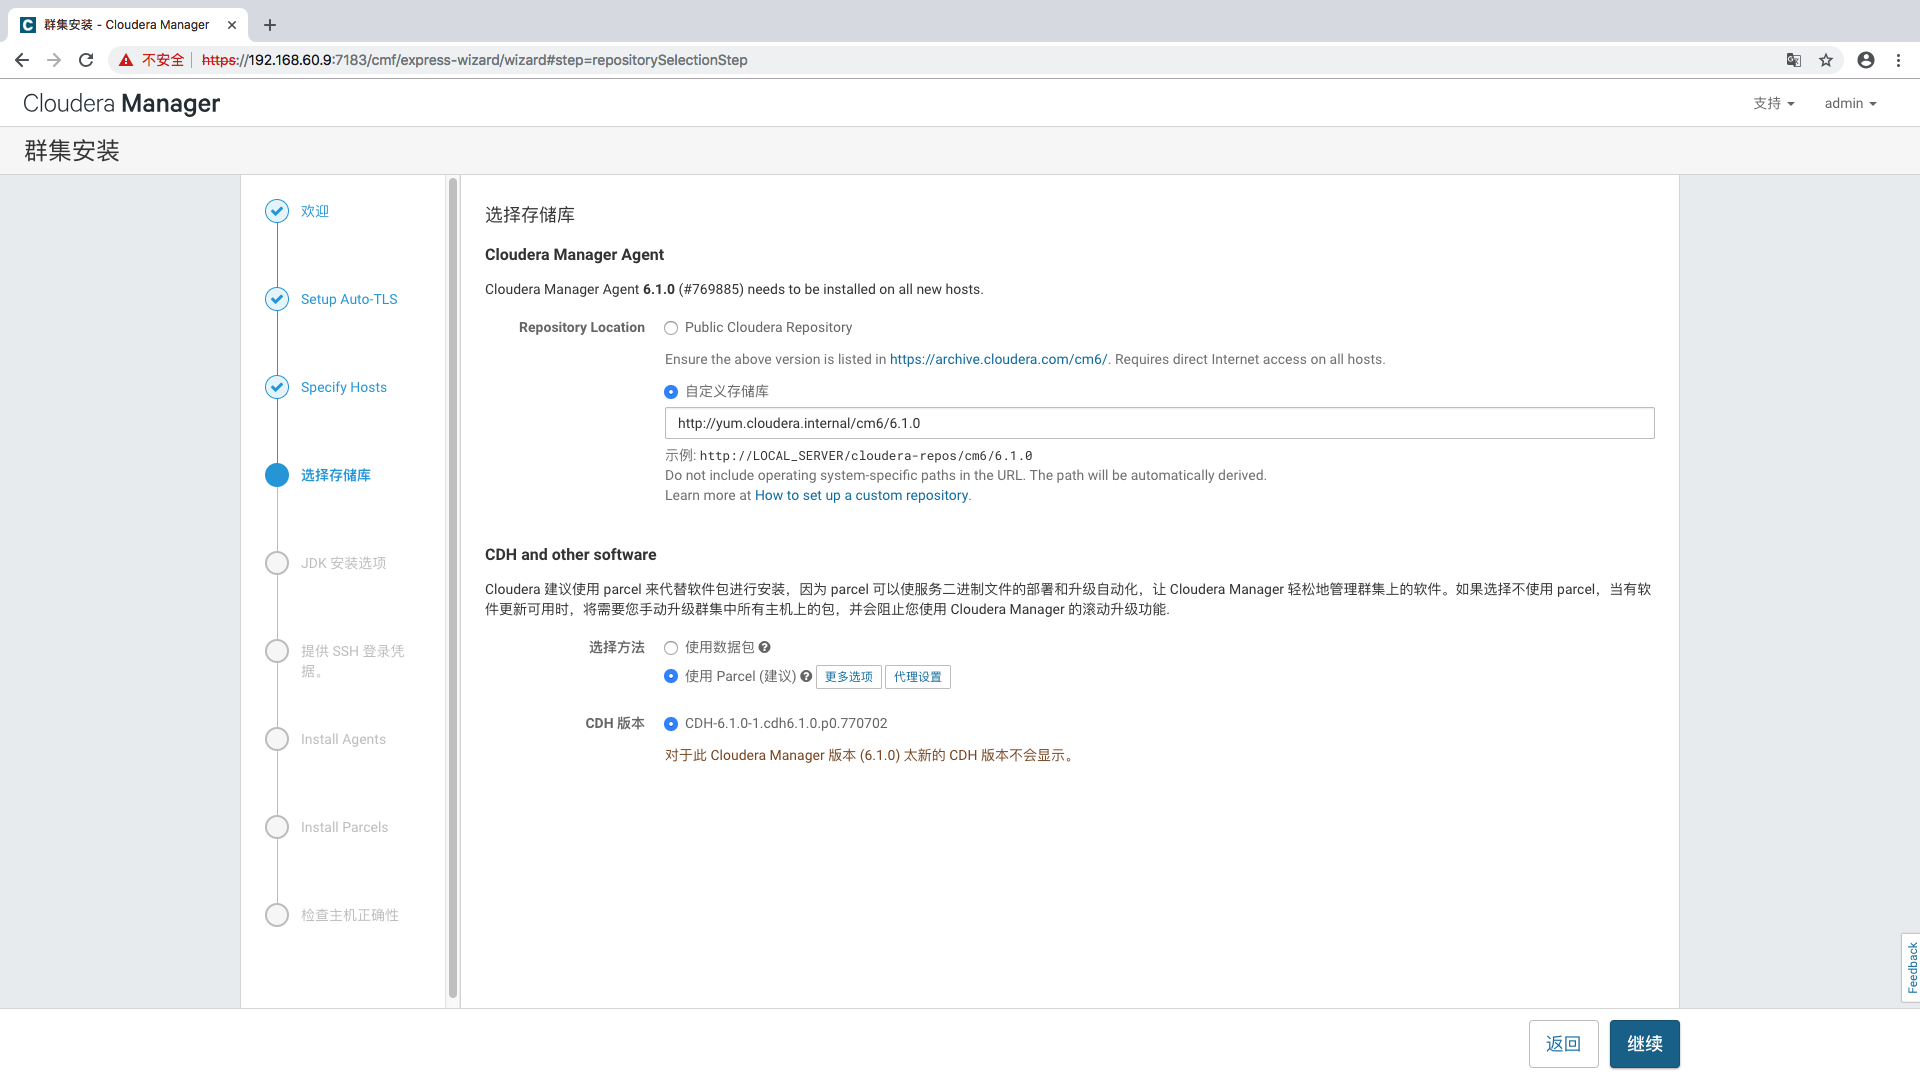 群集安装 - Cloudera Manager
不安全
https://192.168.60.9:7183/cmf/express-wizard/wizard#step=repositorySelectionStep
Cloudera Manager
支持
admin
群集安装
欢迎
Setup Auto-TLS
Specify Hosts
选择存储库
JDK 安装选项
提供 SSH 登录凭
据。
Install Agents
Install Parcels
检查主机正确性
选择存储库
Cloudera Manager Agent
Cloudera Manager Agent 6.1.0 (#769885) needs to be installed on all new hosts.
Repository Location
Public Cloudera Repository
Ensure the above version is listed in https://archive.cloudera.com/cm6/. Requires direct Internet access on all hosts.
自定义存储库
http://yum.cloudera.internal/cm6/6.1.0
示例: http://LOCAL_SERVER/cloudera-repos/cm6/6.1.0
Do not include operating system-specific paths in the URL. The path will be automatically derived.
Learn more at How to set up a custom repository.
CDH and other software
Cloudera 建议使用 parcel 来代替软件包进行安装，因为 parcel 可以使服务二进制文件的部署和升级自动化，让 Cloudera Manager 轻松地管理群集上的软件。如果选择不使用 parcel，当有软
件更新可用时，将需要您手动升级群集中所有主机上的包，并会阻止您使用 Cloudera Manager 的滚动升级功能.
选择方法
使用数据包
使用 Parcel (建议)
更多选项
代理设置
CDH 版本
CDH-6.1.0-1.cdh6.1.0.p0.770702
对于此 Cloudera Manager 版本 (6.1.0) 太新的 CDH 版本不会显示。
Feedback
返回
继续